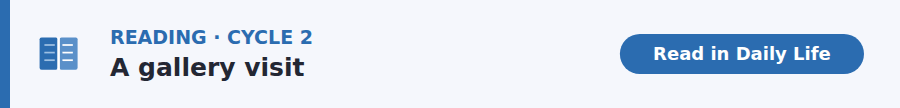 READING · CYCLE 2
A gallery visit
Read in Daily Life